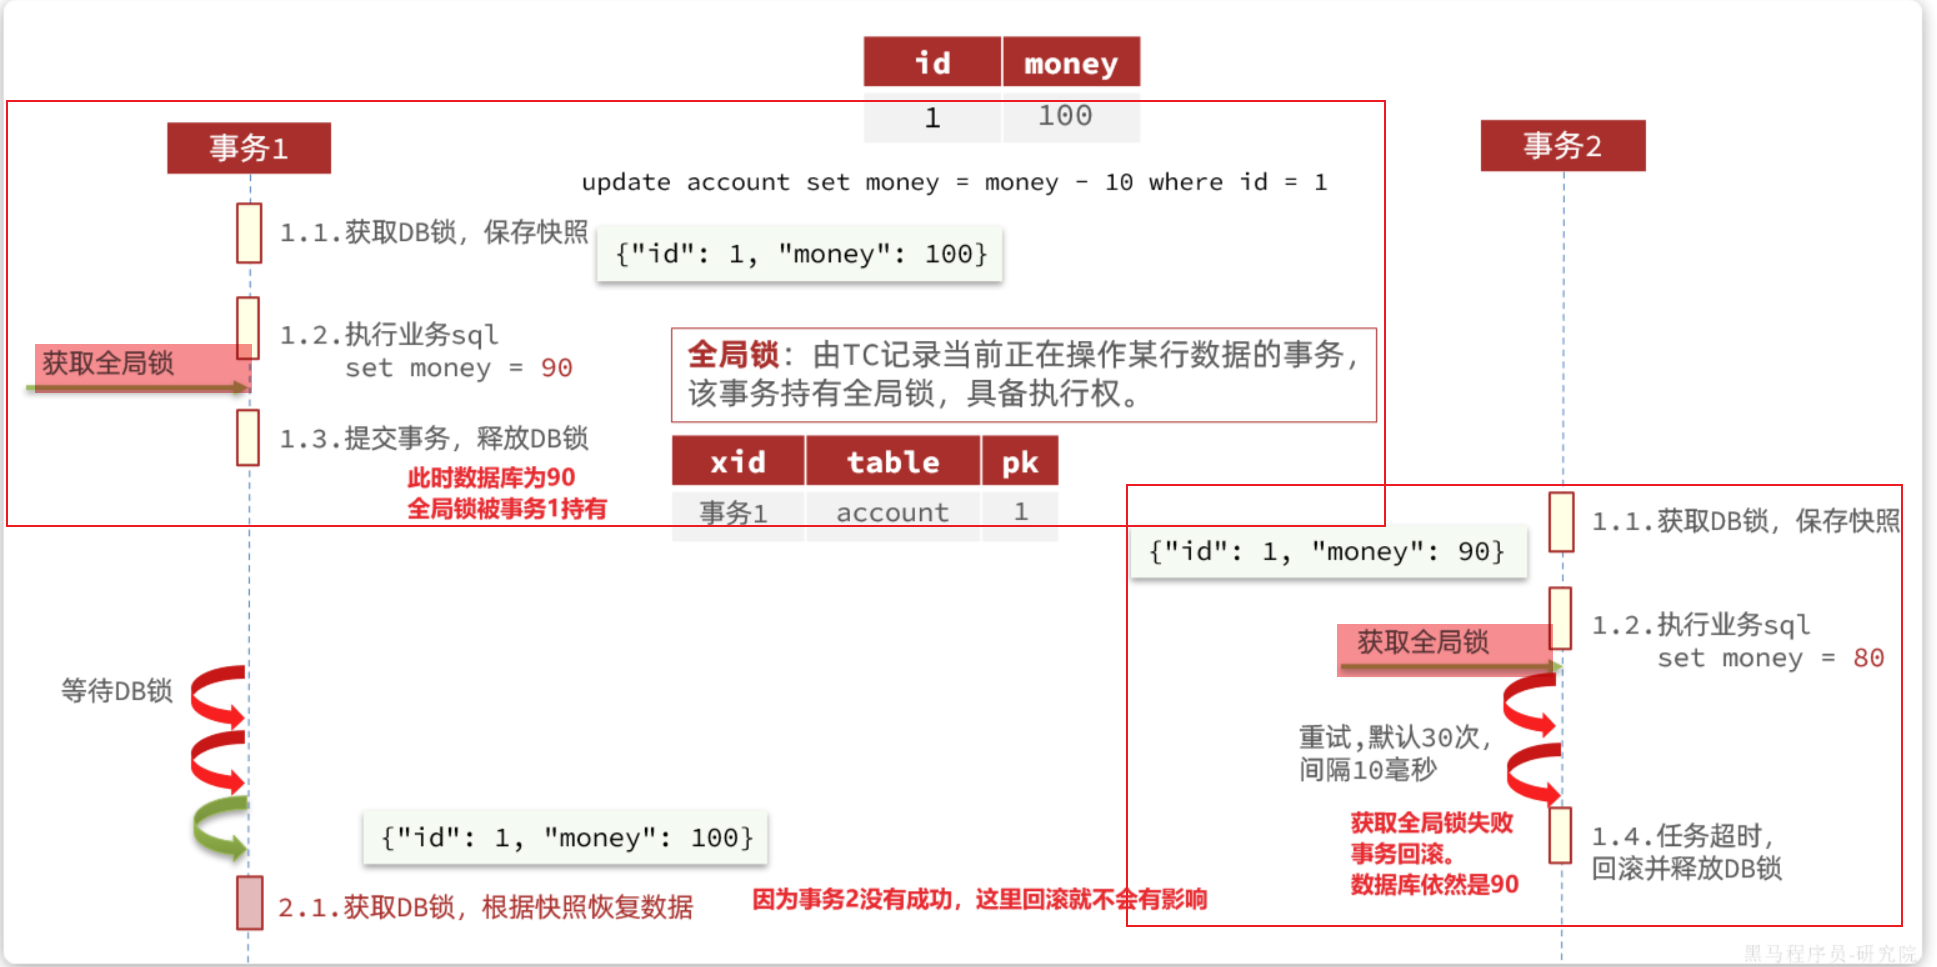 id money
1 100
事务1
事务2
update account set money = money - 10 where id = 1
1.1.获取DB锁，保存快照
{"id": 1, "money": 100}
1.2.执行业务sql
set money = 90
获取全局锁
全局锁：由TC记录当前正在操作某行数据的事务，
该事务持有全局锁，具备执行权。
1.3.提交事务，释放DB锁
此时数据库为90
全局锁被事务1持有
xid table pk
事务1 account 1
1.1.获取DB锁，保存快照
{"id": 1, "money": 90}
1.2.执行业务sql
set money = 80
获取全局锁
等待DB锁
重试,默认30次，
间隔10毫秒
获取全局锁失败
事务回滚。
数据库依然是90
1.4.任务超时，
回滚并释放DB锁
{"id": 1, "money": 100}
2.1.获取DB锁，根据快照恢复数据
因为事务2没有成功，这里回滚就不会有影响
黑马程序员-研究院